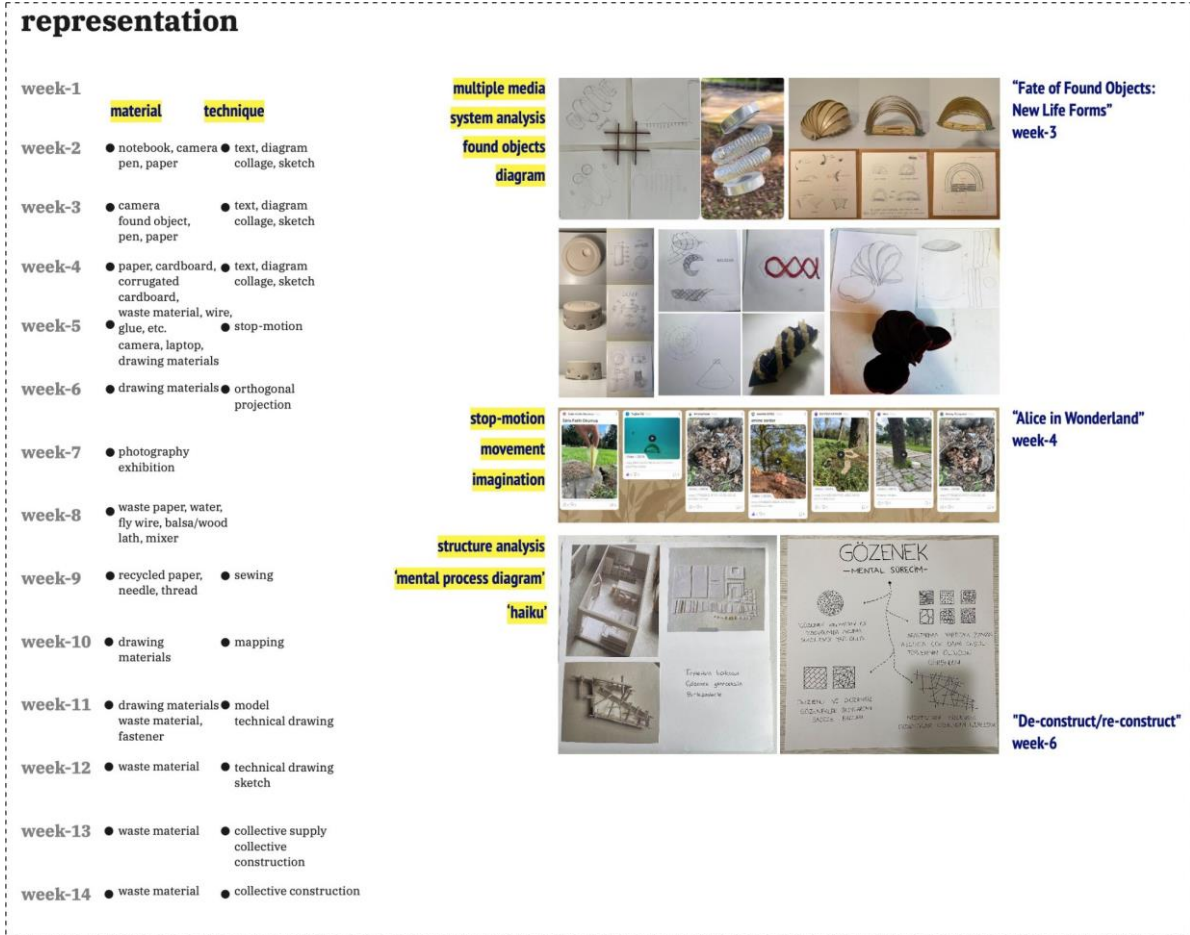 representation
week-1
material
technique
week-2
notebook, camera
pen, paper
text, diagram
collage, sketch
week-3
camera
found object,
pen, paper
text, diagram
collage, sketch
week-4
paper, cardboard,
corrugated
cardboard,
waste material, wire,
glue, etc.
text, diagram
collage, sketch
week-5
camera, laptop,
drawing materials
stop-motion
week-6
drawing materials
orthogonal
projection
week-7
photography
exhibition
week-8
waste paper, water,
fly wire, balsa/wood
lath, mixer
week-9
recycled paper,
needle, thread
sewing
week-10
drawing
materials
mapping
week-11
drawing materials
waste material,
fastener
model
technical drawing
week-12
waste material
technical drawing
sketch
week-13
waste material
collective supply
collective
construction
week-14
waste material
collective construction
multiple media
system analysis
found objects
diagram
"Fate of Found Objects:
New Life Forms"
week-3
stop-motion
movement
imagination
"Alice in Wonderland"
week-4
structure analysis
'mental process diagram'
'haiku'
GÖZENEK
-MENTAL SÜRECİM-
"De-construct/re-construct"
week-6